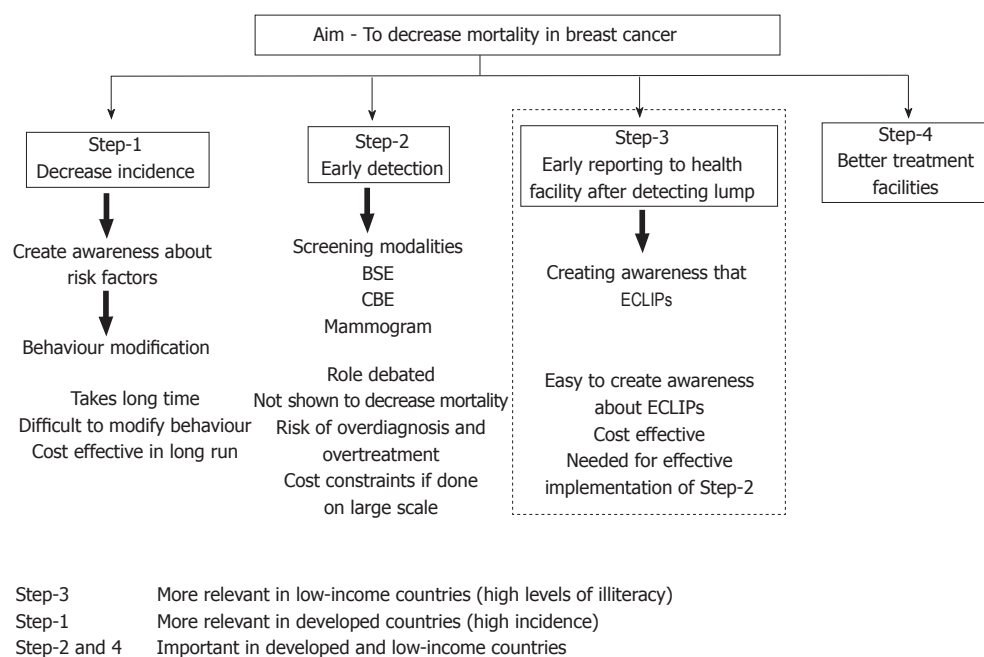 Aim - To decrease mortality in breast cancer
Step-1
Decrease incidence
Create awareness about
risk factors
Behaviour modification
Takes long time
Difficult to modify behaviour
Cost effective in long run
Step-2
Early detection
Screening modalities
BSE
CBE
Mammogram
Role debated
Not shown to decrease mortality
Risk of overdiagnosis and
overtreatment
Cost constraints if done
on large scale
Step-3
Early reporting to health
facility after detecting lump
Creating awareness that
ECLIPs
Easy to create awareness
about ECLIPs
Cost effective
Needed for effective
implementation of Step-2
Step-4
Better treatment
facilities
Step-3 More relevant in low-income countries (high levels of illiteracy)
Step-1 More relevant in developed countries (high incidence)
Step-2 and 4 Important in developed and low-income countries